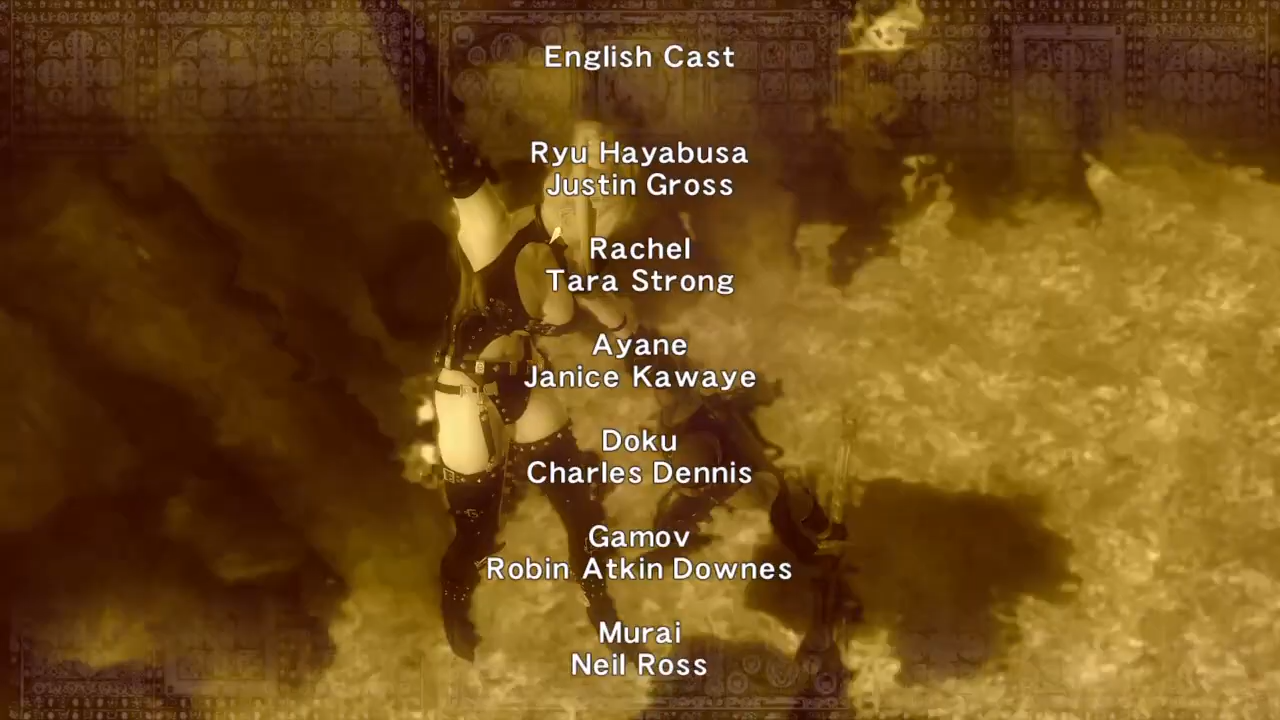 English Cast
Ryu Hayabusa
Justin Gross
Rachel
Tara Strong
Ayane
Janice Kawaye
Doku
Charles Dennis
Gamov
Robin Atkin Downes
Murai
Neil Ross